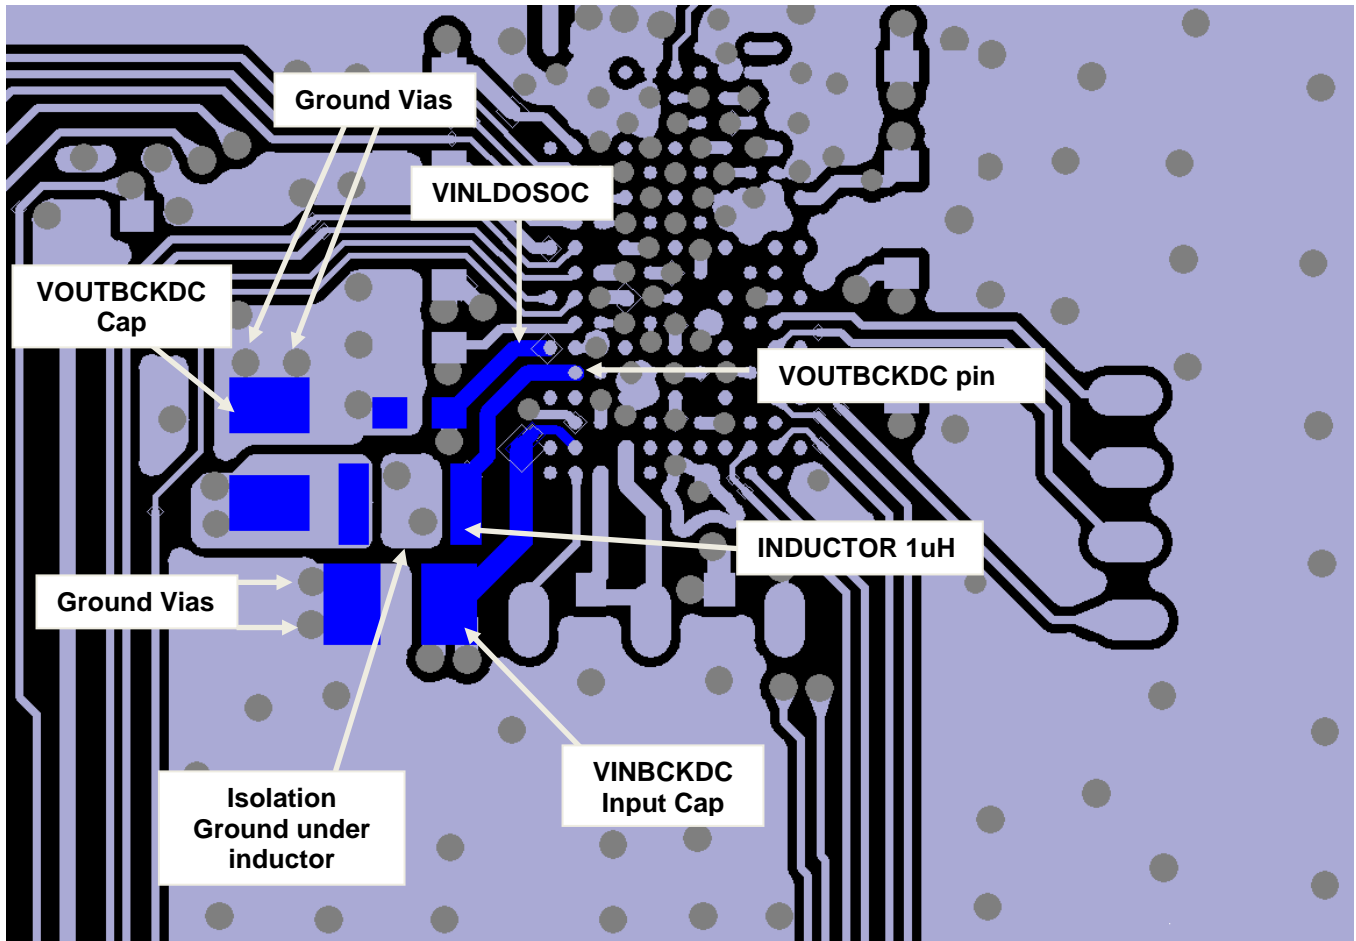 Ground Vias
VINLDOSOC
VOUTBCKDC
Cap
VOUTBCKDC pin
INDUCTOR 1uH
Ground Vias
VINBCKDC
Input Cap
Isolation
Ground under
inductor